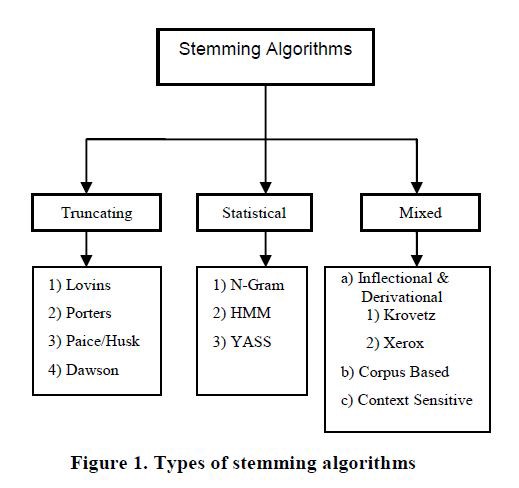 Stemming Algorithms
Truncating
Statistical
Mixed
1) Lovins
2) Porters
3) Paice/Husk
4) Dawson
1) N-Gram
2) HMM
3) YASS
a) Inflectional &
Derivational
1) Krovetz
2) Xerox
b) Corpus Based
c) Context Sensitive
Figure 1. Types of stemming algorithms